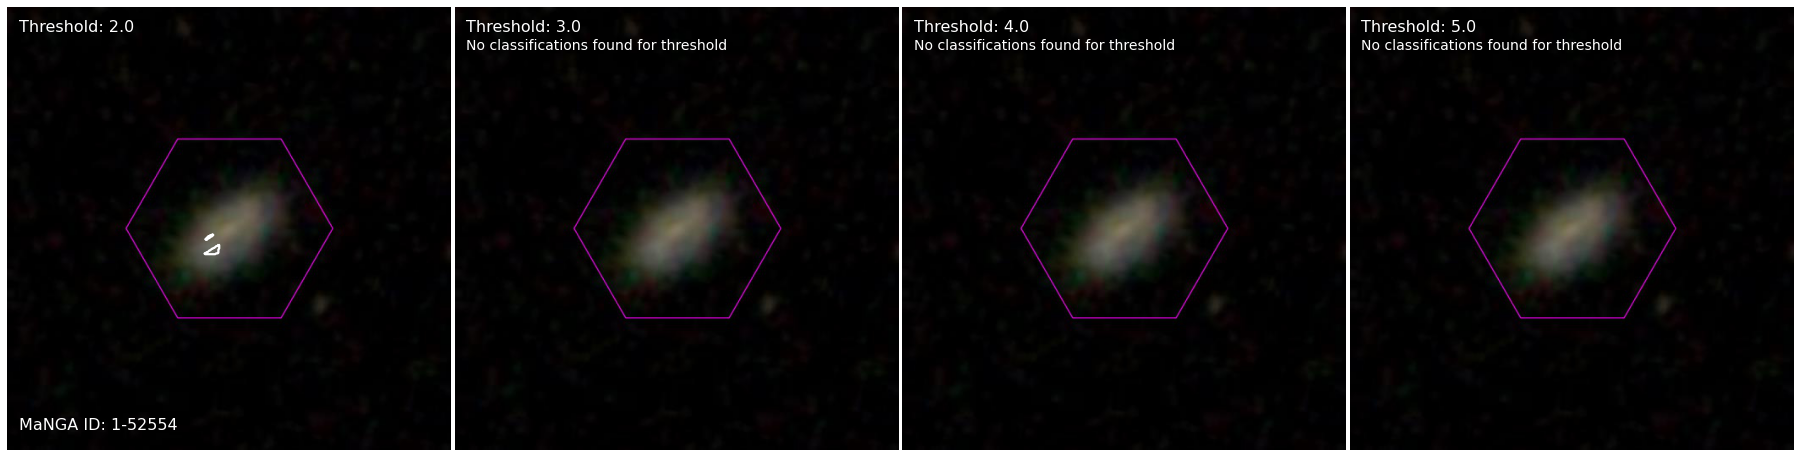 Threshold: 2.0
Threshold: 3.0
No classifications found for threshold
Threshold: 4.0
No classifications found for threshold
Threshold: 5.0
No classifications found for threshold
MaNGA ID: 1-52554